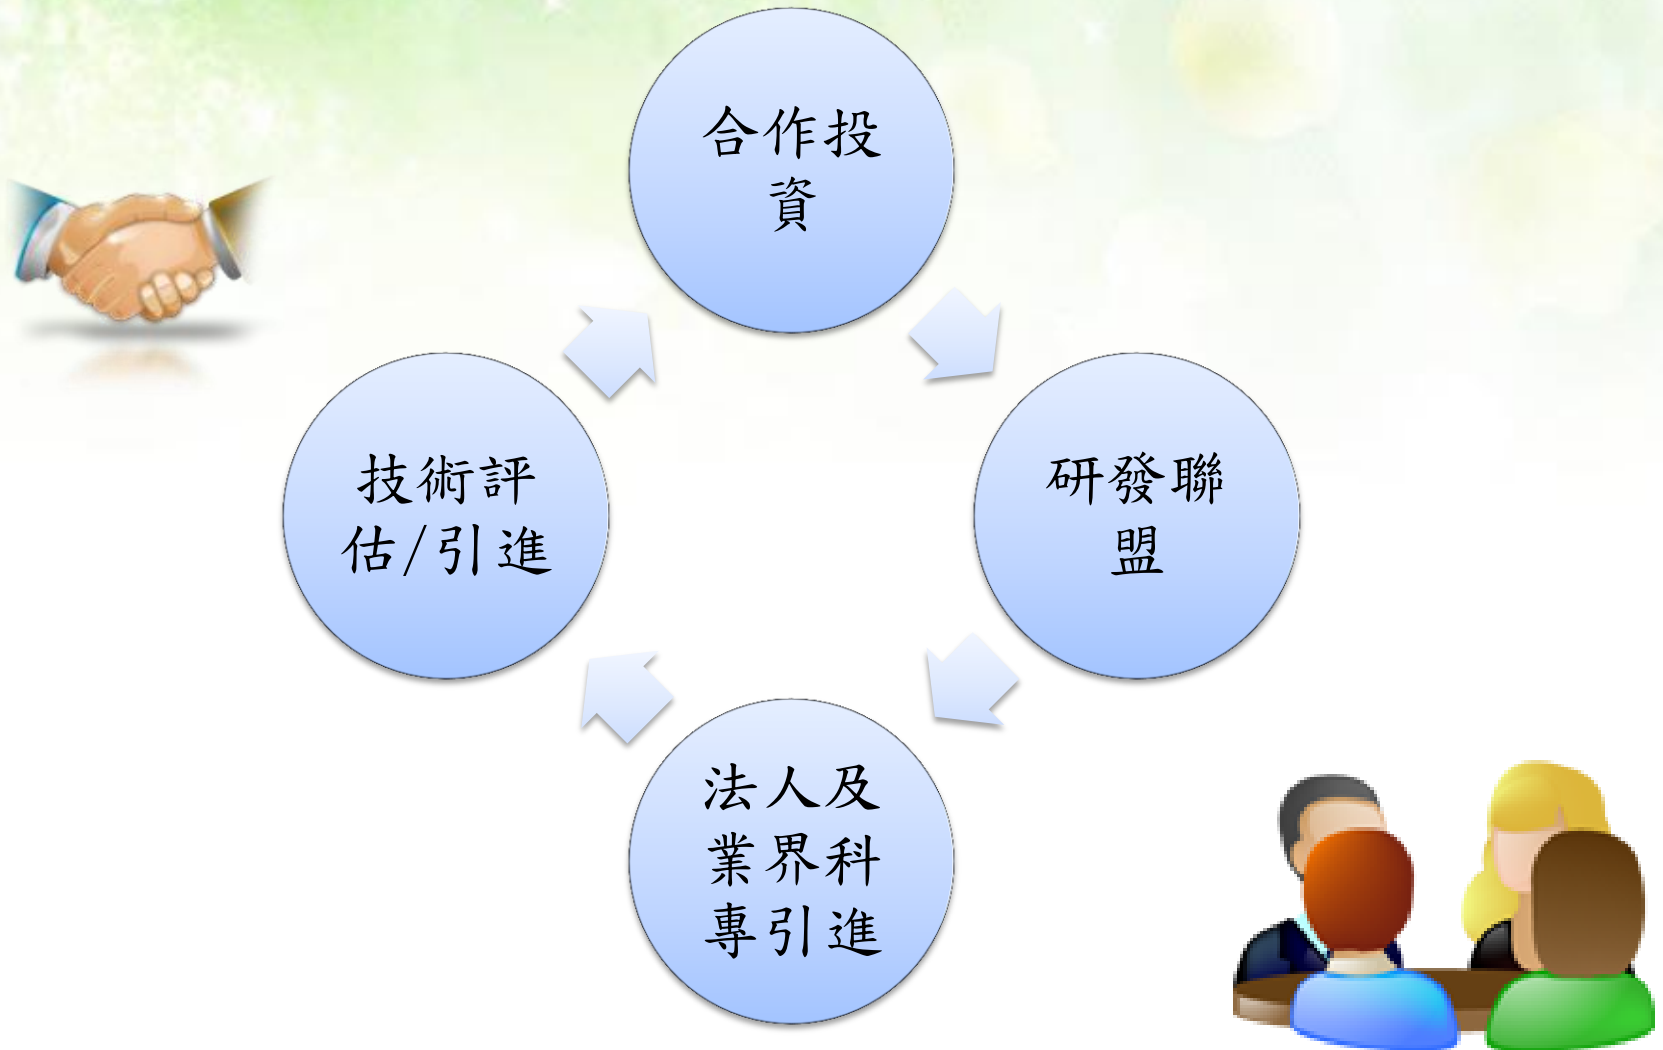 合作投
資
技術評
估/引進
研發聯
盟
法人及
業界科
專引進